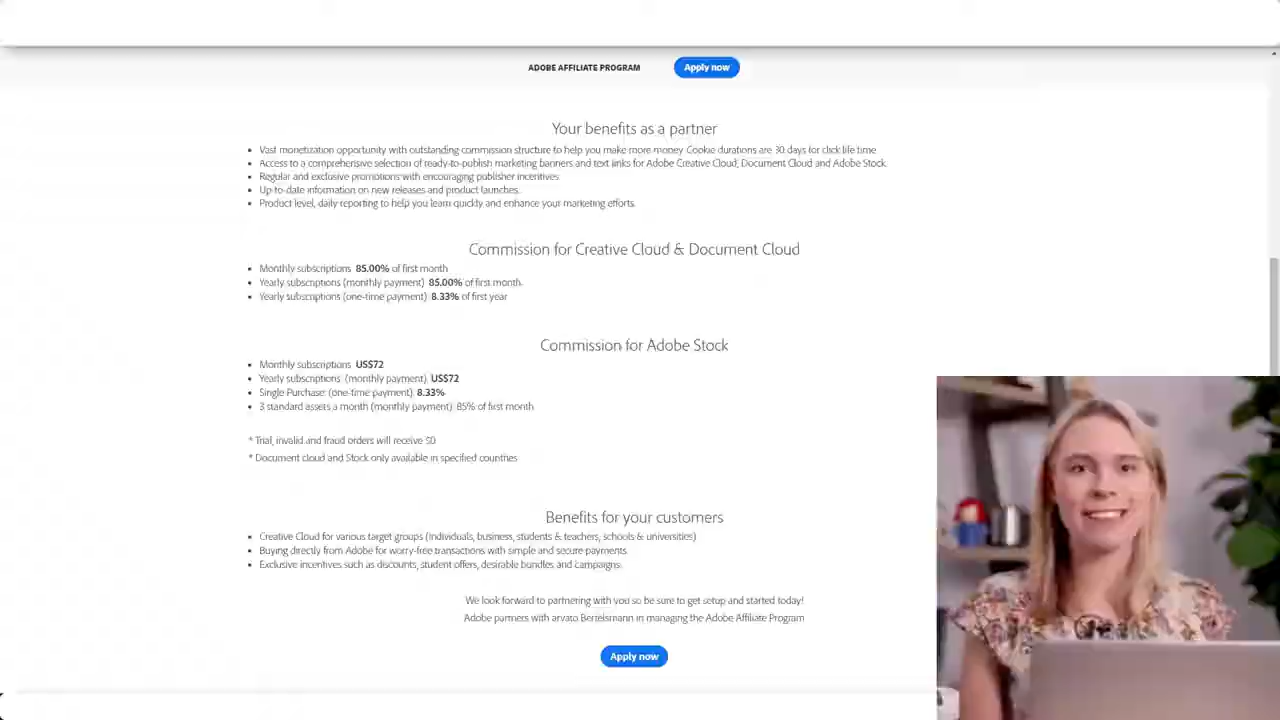 ADOBE AFFILIATE PROGRAM
Apply now
Your benefits as a partner
Vast monetization opportunity with outstanding commission structure to help you make more money. Cookie durations are 30 days for click life time
Access to a comprehensive selection of ready-to-publish marketing banners and text links for Adobe Creative Cloud, Document Cloud and Adobe Stock.
Regular and exclusive promotions with encouraging publisher incentives
Up-to-date information on new releases and product launches.
Product level, daily reporting to help you learn quickly and enhance your marketing efforts.
Commission for Creative Cloud & Document Cloud
Monthly subscriptions 85.00% of first month
Yearly subscriptions (monthly payment) 85.00% of first month
Yearly subscriptions (one-time payment) 8.33% of first year
Commission for Adobe Stock
Monthly subscriptions US$72
Yearly subscriptions (monthly payment) US$72
Single Purchase: (one-time payment) 8.33%
3 standard assets a month (monthly payment) 85% of first month
* Trial, invalid and fraud orders will receive $0
* Document cloud and Stock only available in specified countries
Benefits for your customers
Creative Cloud for various target groups (individuals, business, students & teachers, schools & universities)
Buying directly from Adobe for worry-free transactions with simple and secure payments
Exclusive incentives such as discounts, student offers, desirable bundles and campaigns.
We look forward to partnering with you so be sure to get setup and started today!
Adobe partners with arvato Bertelsmann in managing the Adobe Affiliate Program
Apply now